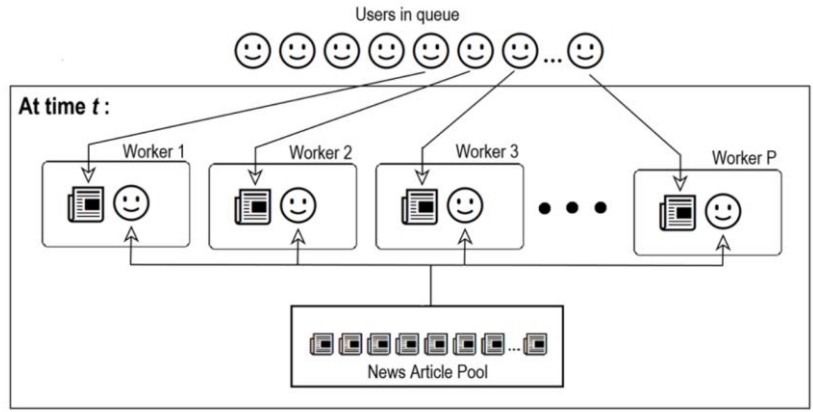 Users in queue
...
At time t :
Worker 1
Worker 2
Worker 3
Worker P
...
News Article Pool